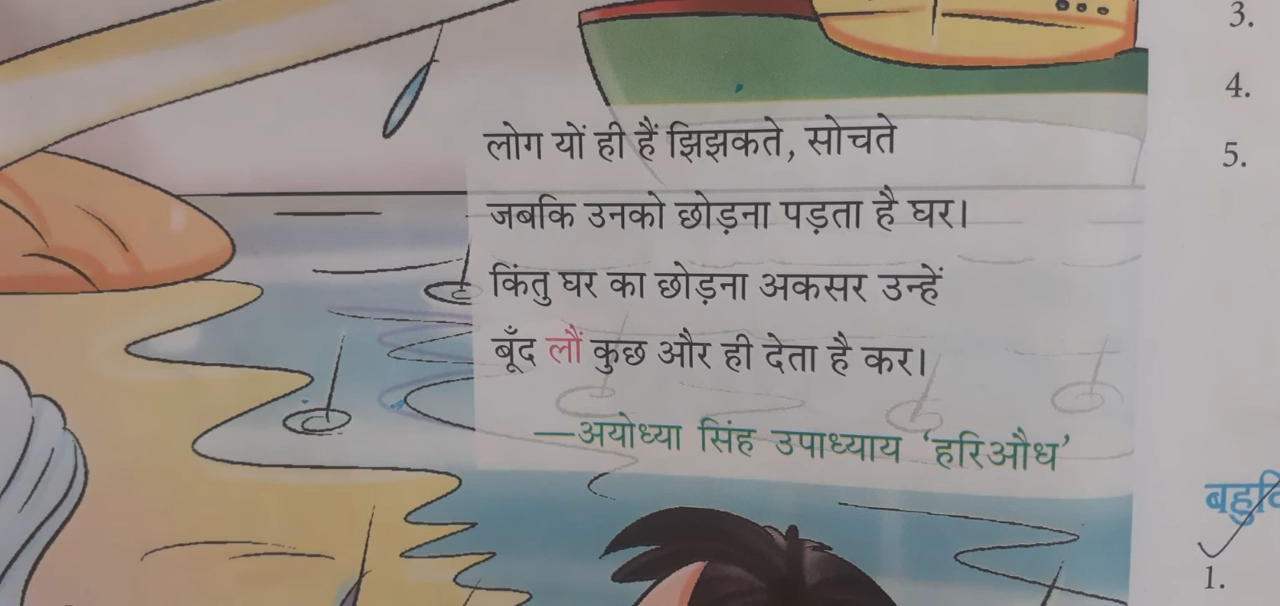 लोग यों ही हैं झिझकते, सोचते
जबकि उनको छोड़ना पड़ता है घर।
किंतु घर का छोड़ना अकसर उन्हें
बूँद लौं कुछ और ही देता है कर।
—अयोध्या सिंह उपाध्याय ‘हरिऔध’
3.
4.
5.
1.